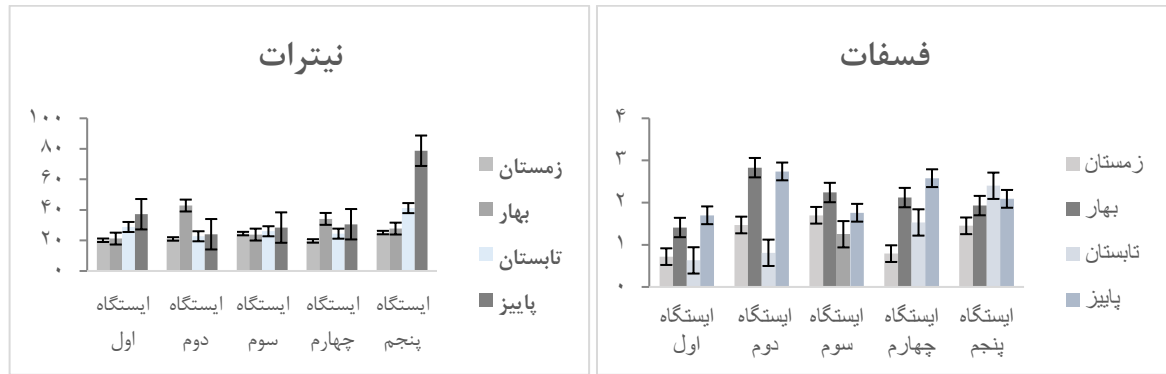 نیترات
۱۰۰
۸۰
۶۰
۴۰
۲۰
۰
زمستان
بهار
تابستان
پاییز
ایستگاه اول
ایستگاه دوم
ایستگاه سوم
ایستگاه چهارم
ایستگاه پنجم
فسفات
۴
۳
۲
۱
۰
زمستان
بهار
تابستان
پاییز
ایستگاه اول
ایستگاه دوم
ایستگاه سوم
ایستگاه چهارم
ایستگاه پنجم